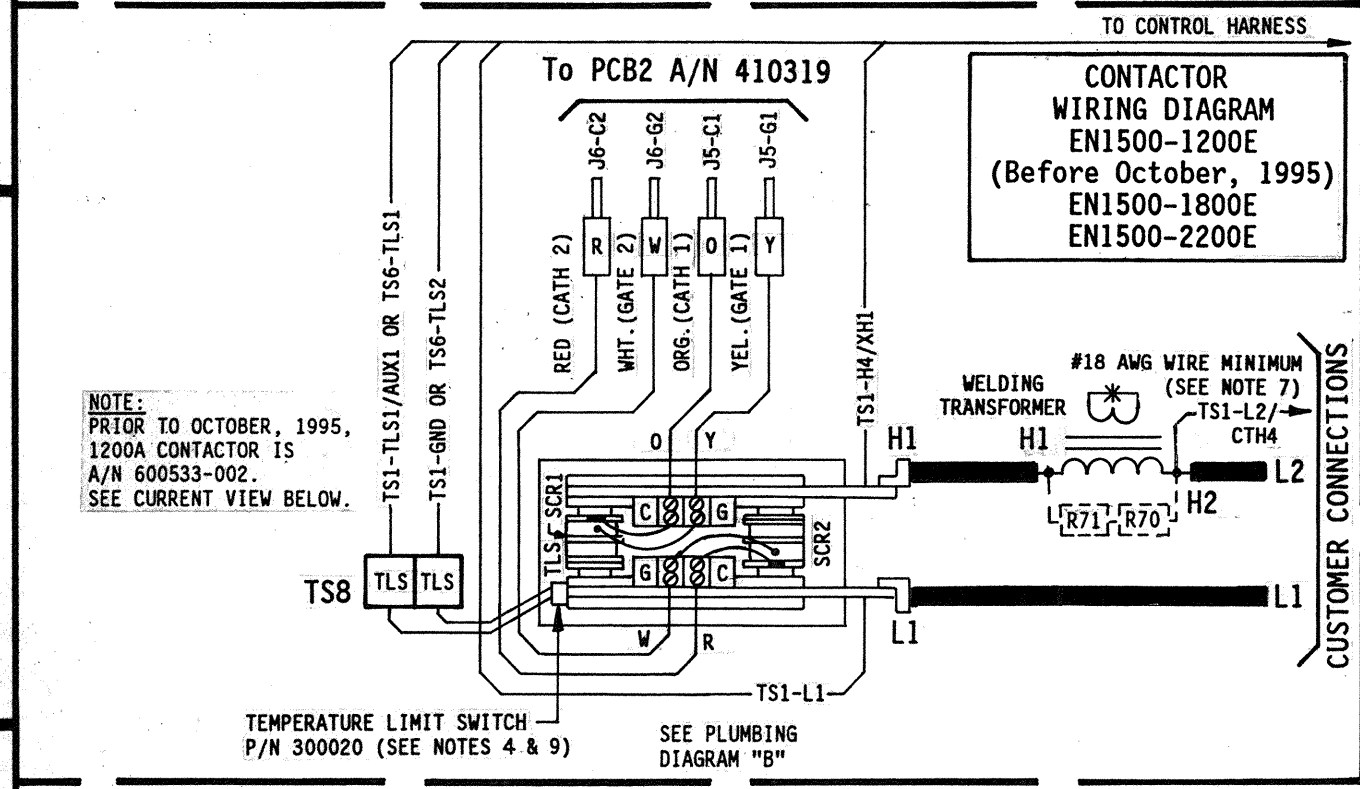 TO CONTROL HARNESS
To PCB2 A/N 410319
CONTACTOR
WIRING DIAGRAM
EN1500-1200E
(Before October, 1995)
EN1500-1800E
EN1500-2200E
J6-C2
J6-G2
J5-C1
J5-G1
R
W
O
Y
RED (CATH 2)
WHT.(GATE 2)
ORG.(CATH 1)
YEL.(GATE 1)
TS1-TLS1/AUX1 OR TS6-TLS1
TS1-GND OR TS6-TLS2
TS1-H4/XH1
NOTE:
PRIOR TO OCTOBER, 1995,
1200A CONTACTOR IS
A/N 600533-002.
SEE CURRENT VIEW BELOW.
#18 AWG WIRE MINIMUM
(SEE NOTE 7)
WELDING
TRANSFORMER
TS1-L2/
CTH4
H1
H1
L2
H2
R71
R70
CUSTOMER CONNECTIONS
O
Y
SCR1
TLS
C
G
G
C
SCR2
TS8
TLS
TLS
L1
L1
W
R
TS1-L1
TEMPERATURE LIMIT SWITCH
P/N 300020 (SEE NOTES 4 & 9)
SEE PLUMBING
DIAGRAM "B"